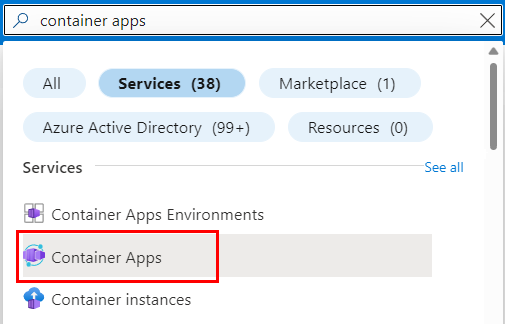 container apps
All Services (38) Marketplace (1)
Azure Active Directory (99+) Resources (0)
Services See all
Container Apps Environments
Container Apps
Container instances